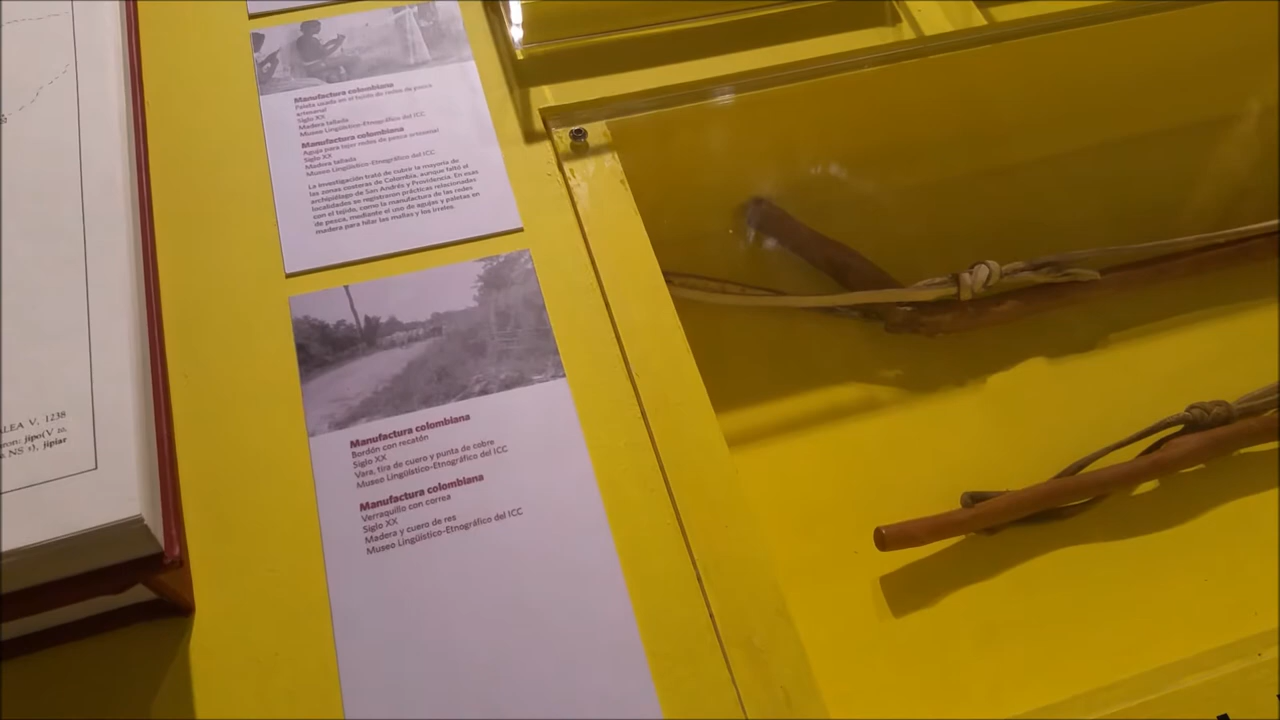 LEA V, 1238
jipo(V
NS
jipiar
Manufactura colombiana
Paleta usada en el tejido de redes de pesca
artesanal
Siglo XX
Madera tallada
Museo Lingüístico-Etnográfico del ICC
Manufactura colombiana
Aguja para tejer redes de pesca artesanal
Siglo XX
Madera tallada
Museo Lingüístico-Etnográfico del ICC
La investigación trató de cubrir la mayoría de
las zonas costeras de Colombia, aunque faltó el
archipiélago de San Andrés y Providencia. En esas
localidades se registraron prácticas relacionadas
con el tejido, como la manufactura de las redes
de pesca, mediante el uso de agujas y paletas en
madera para hilar las mallas y los
Manufactura colombiana
Bordón con recatón
Siglo XX
Vara, tira de cuero y punta de cobre
Museo Lingüístico-Etnográfico del ICC
Manufactura colombiana
Verraquillo con correa
Siglo XX
Madera y cuero de res
Museo Lingüístico-Etnográfico del ICC